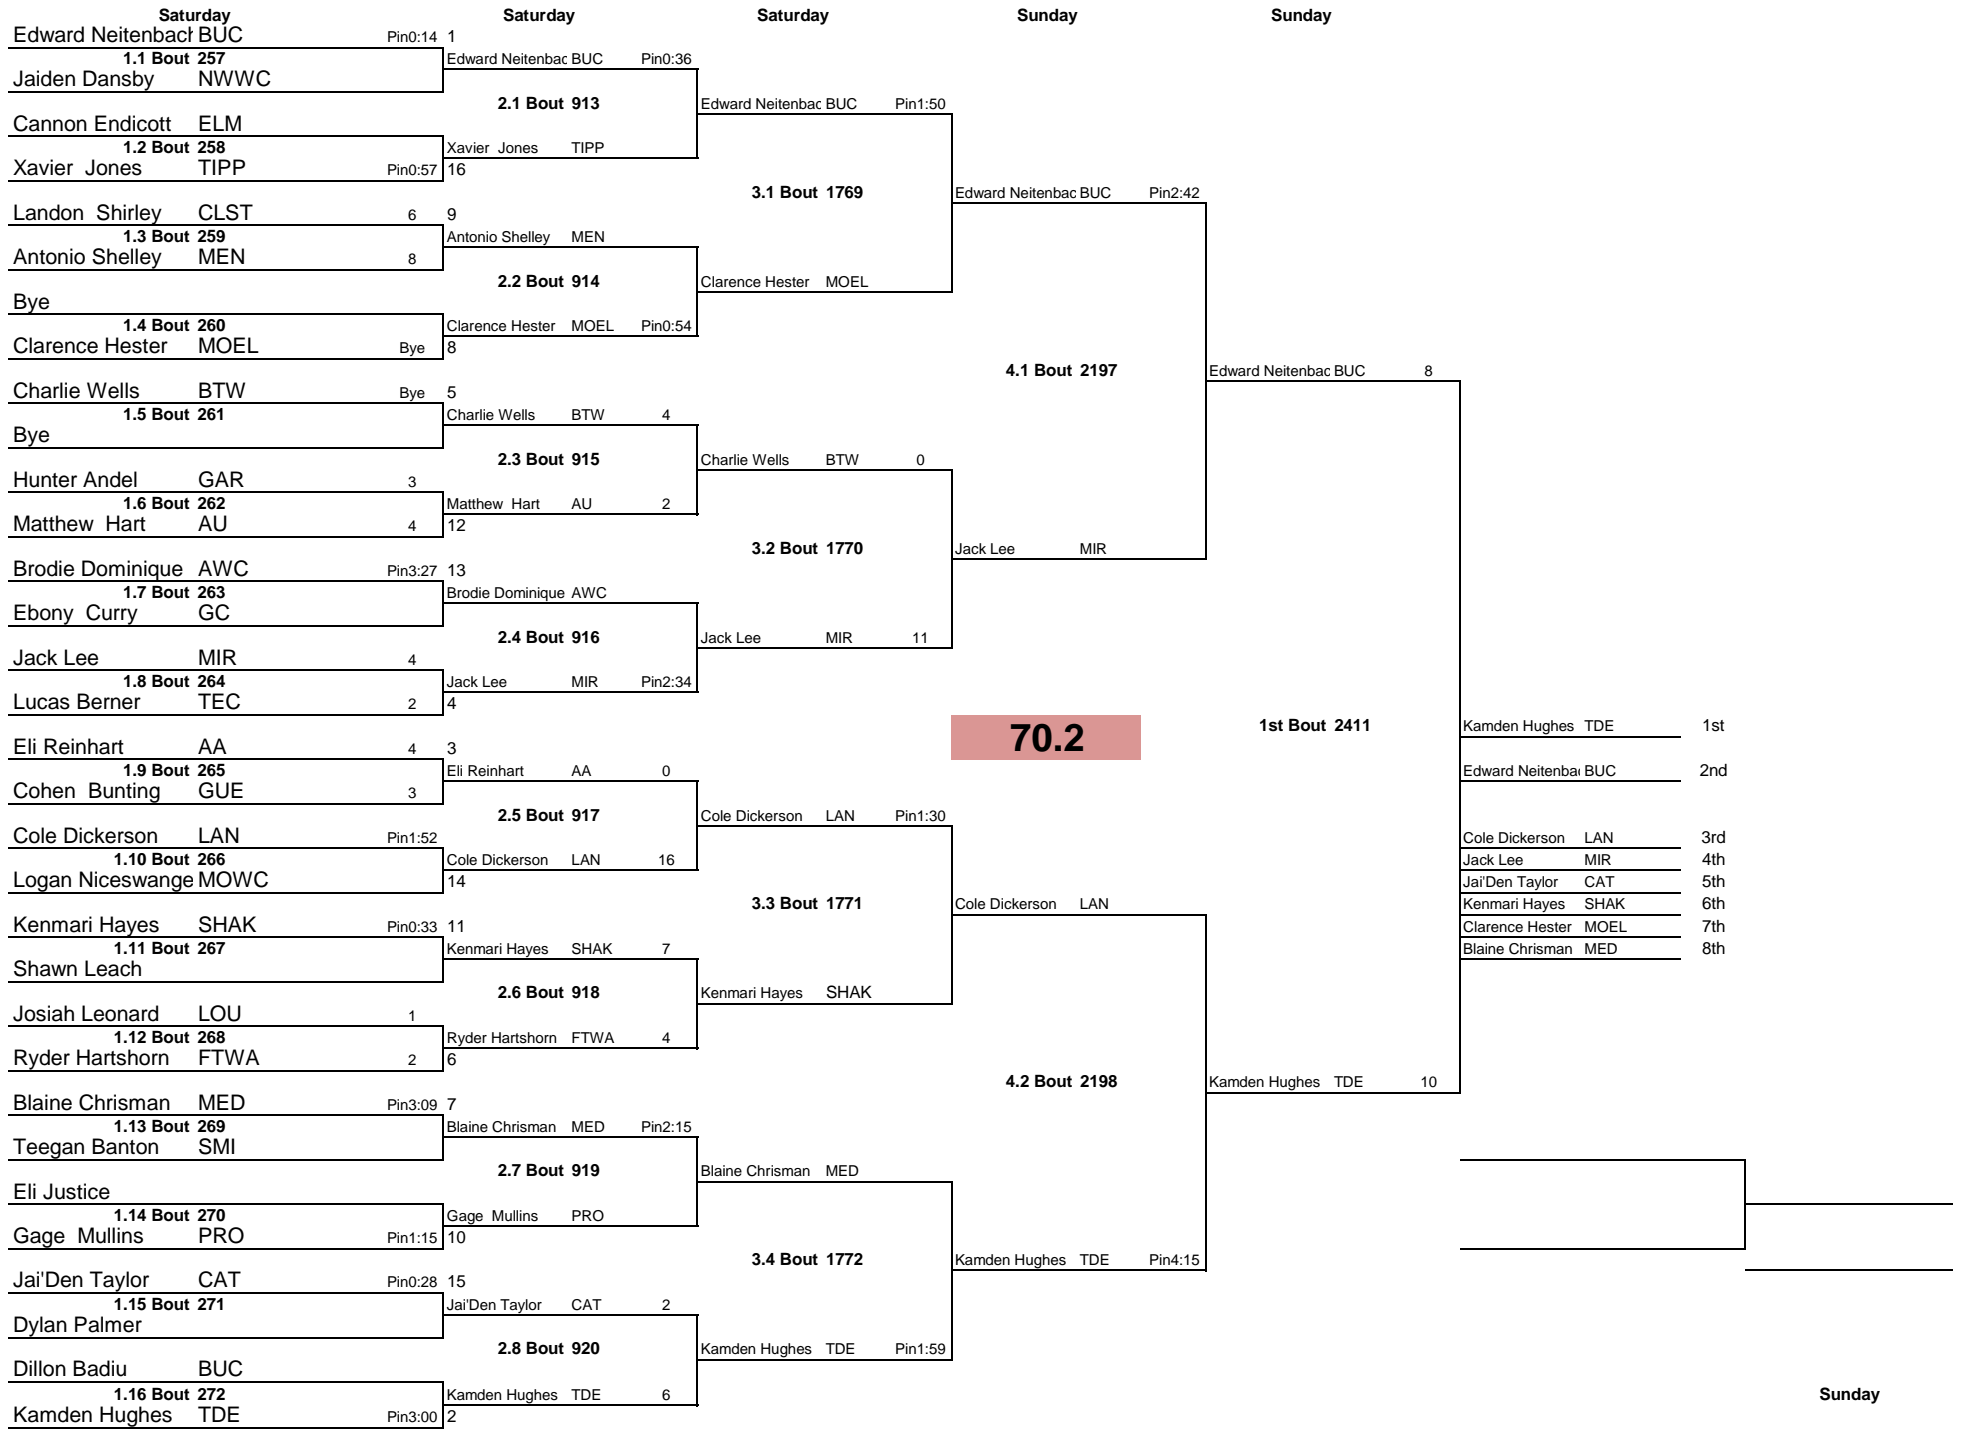 Saturday Saturday Saturday Sunday Sunday
Edward Neitenbach BUC Pin0:14 1
1.1 Bout 257
Edward Neitenbac BUC Pin0:36
Jaiden Dansby NWWC
2.1 Bout 913
Edward Neitenbac BUC Pin1:50
Cannon Endicott ELM
1.2 Bout 258
Xavier Jones TIPP
Xavier Jones TIPP Pin0:57 16
3.1 Bout 1769
Edward Neitenbac BUC Pin2:42
Landon Shirley CLST 6 9
1.3 Bout 259
Antonio Shelley MEN
Antonio Shelley MEN 8
2.2 Bout 914
Clarence Hester MOEL
Bye
1.4 Bout 260
Clarence Hester MOEL Pin0:54
Clarence Hester MOEL Bye 8
4.1 Bout 2197
Edward Neitenbac BUC 8
Charlie Wells BTW Bye 5
1.5 Bout 261
Charlie Wells BTW 4
Bye
2.3 Bout 915
Charlie Wells BTW 0
Hunter Andel GAR 3
1.6 Bout 262
Matthew Hart AU 2
Matthew Hart AU 4 12
3.2 Bout 1770
Jack Lee MIR
Brodie Dominique AWC Pin3:27 13
1.7 Bout 263
Brodie Dominique AWC
Ebony Curry GC
2.4 Bout 916
Jack Lee MIR 11
Jack Lee MIR 4
1.8 Bout 264
Jack Lee MIR Pin2:34
Lucas Berner TEC 2 4
70.2
1st Bout 2411
Kamden Hughes TDE 1st
Eli Reinhart AA 4 3
1.9 Bout 265
Eli Reinhart AA 0
Edward Neitenba BUC 2nd
Cohen Bunting GUE 3
2.5 Bout 917
Cole Dickerson LAN Pin1:30
Cole Dickerson LAN Pin1:52
Cole Dickerson LAN 3rd
1.10 Bout 266
Cole Dickerson LAN 16
Jack Lee MIR 4th
Logan Niceswange MOWC 14
Jai'Den Taylor CAT 5th
3.3 Bout 1771
Cole Dickerson LAN
Kenmari Hayes SHAK 6th
Kenmari Hayes SHAK Pin0:33 11
Clarence Hester MOEL 7th
1.11 Bout 267
Kenmari Hayes SHAK 7
Blaine Chrisman MED 8th
Shawn Leach
2.6 Bout 918
Kenmari Hayes SHAK
Josiah Leonard LOU 1
1.12 Bout 268
Ryder Hartshorn FTWA 4
Ryder Hartshorn FTWA 2 6
4.2 Bout 2198
Kamden Hughes TDE 10
Blaine Chrisman MED Pin3:09 7
1.13 Bout 269
Blaine Chrisman MED Pin2:15
Teegan Banton SMI
2.7 Bout 919
Blaine Chrisman MED
Eli Justice
1.14 Bout 270
Gage Mullins PRO
Gage Mullins PRO Pin1:15 10
3.4 Bout 1772
Kamden Hughes TDE Pin4:15
Jai'Den Taylor CAT Pin0:28 15
1.15 Bout 271
Jai'Den Taylor CAT 2
Dylan Palmer
2.8 Bout 920
Kamden Hughes TDE Pin1:59
Dillon Badiu BUC
1.16 Bout 272
Kamden Hughes TDE 6
Sunday
Kamden Hughes TDE Pin3:00 2